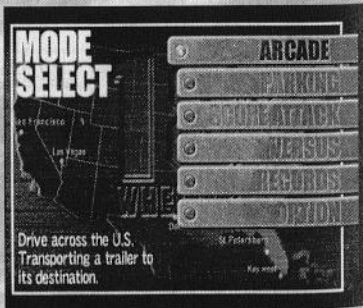 MODE
SELECT
ARCADE
PARKING
SCORE ATTACK
VERSUS
RECORDS
OPTION
San Francisco
Las Vegas
St. Petersburg
Key west
Drive across the U.S.
Transporting a trailer to
its destination.